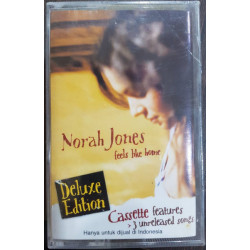 Norah Jones
feels like home
Deluxe
Edition
Cassette features
3 unreleased songs
Hanya untuk dijual di Indonesia